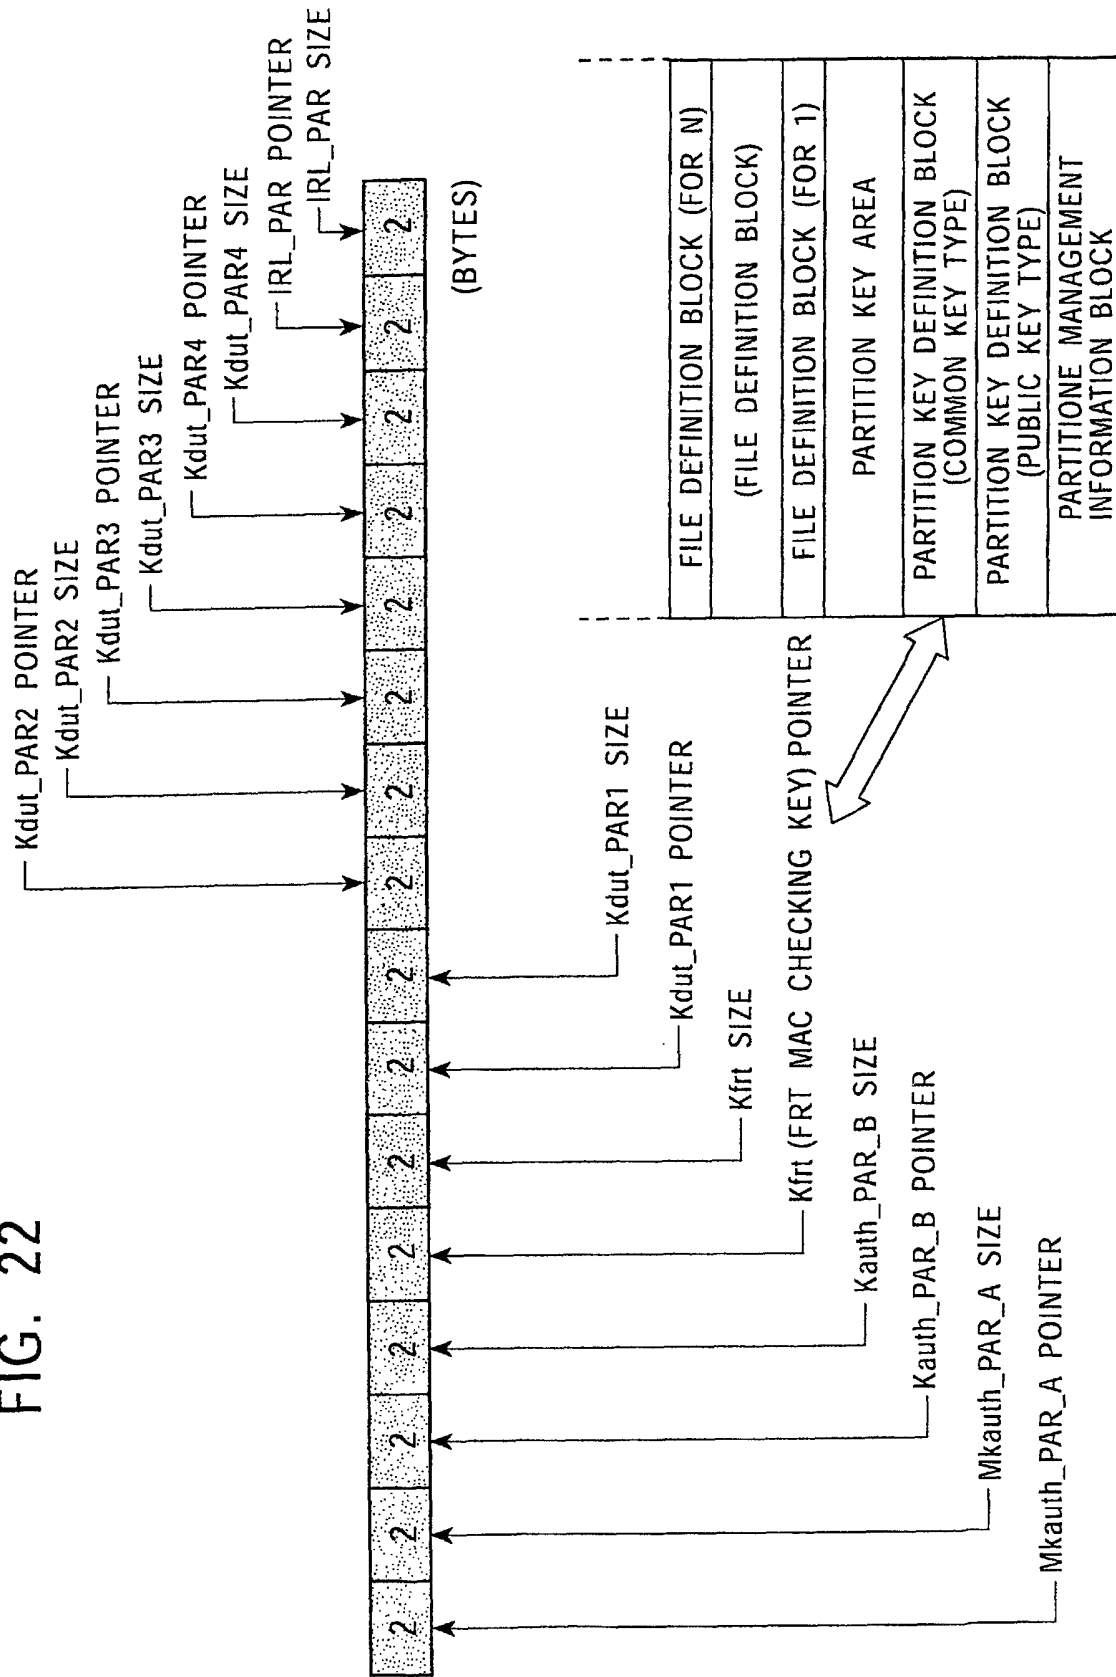 FIG. 22
Kdut_PAR2 POINTER
Kdut_PAR2 SIZE
Kdut_PAR3 POINTER
Kdut_PAR3 SIZE
Kdut_PAR4 POINTER
Kdut_PAR4 SIZE
IRL_PAR POINTER
IRL_PAR SIZE
2 2 2 2 2 2 2 2 2 2 2 2 2 2 2 2
(BYTES)
Kdut_PAR1 SIZE
Kdut_PAR1 POINTER
Kfrt SIZE
Kfrt (FRT MAC CHECKING KEY) POINTER
Kauth_PAR_B SIZE
Kauth_PAR_B POINTER
Mkauth_PAR_A SIZE
Mkauth_PAR_A POINTER
FILE DEFINITION BLOCK (FOR N)
(FILE DEFINITION BLOCK)
FILE DEFINITION BLOCK (FOR 1)
PARTITION KEY AREA
PARTITION KEY DEFINITION BLOCK
(COMMON KEY TYPE)
PARTITION KEY DEFINITION BLOCK
(PUBLIC KEY TYPE)
PARTITIONE MANAGEMENT
INFORMATION BLOCK